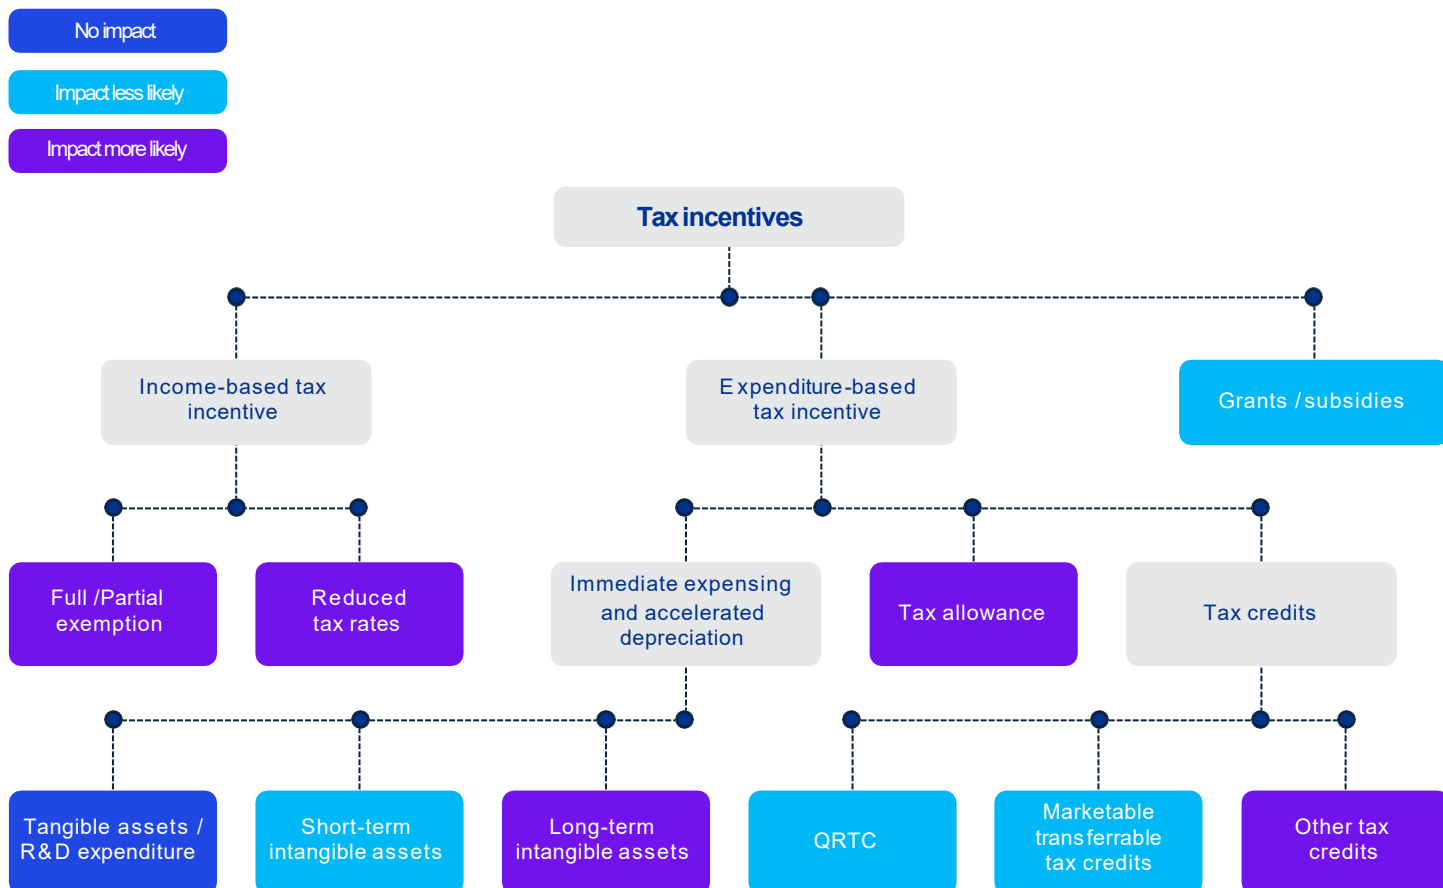 No impact
Impact less likely
Impact more likely
Tax incentives
Income-based tax
incentive
Expenditure-based
tax incentive
Grants / subsidies
Full /Partial
exemption
Reduced
tax rates
Immediate expensing
and accelerated
depreciation
Tax allowance
Tax credits
Tangible assets /
R&D expenditure
Short-term
intangible assets
Long-term
intangible assets
QRTC
Marketable
transferrable
tax credits
Other tax
credits